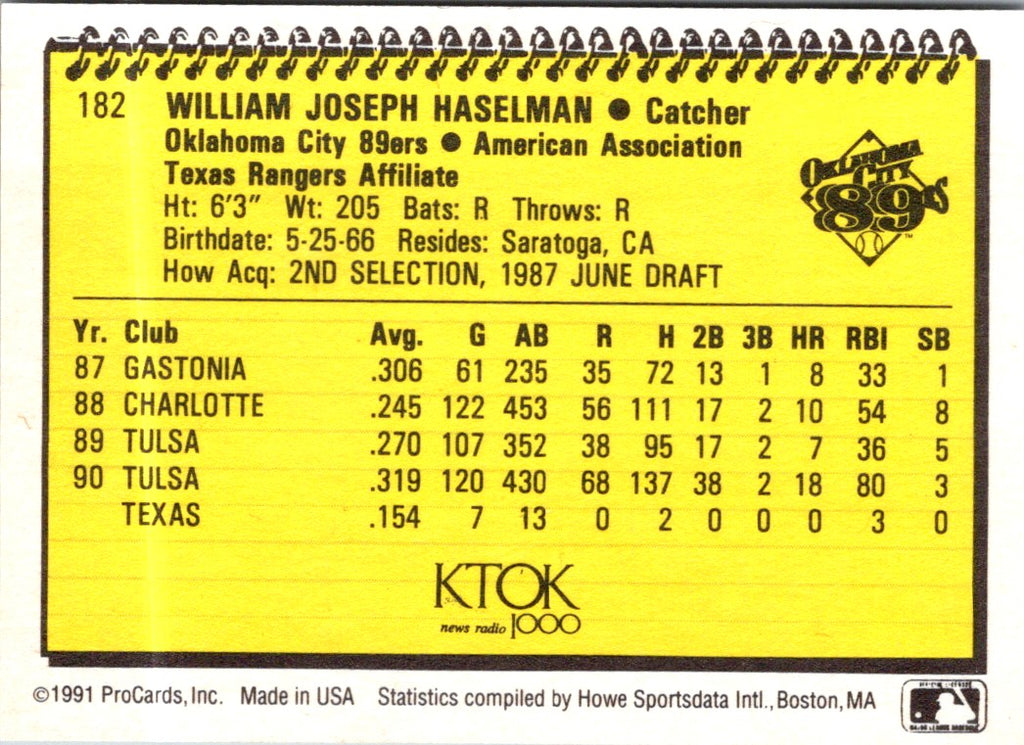 182 WILLIAM JOSEPH HASELMAN ● Catcher
Oklahoma City 89ers ● American Association
Texas Rangers Affiliate
Ht: 6'3" Wt: 205 Bats: R Throws: R
Birthdate: 5-25-66 Resides: Saratoga, CA
How Acq: 2ND SELECTION, 1987 JUNE DRAFT
OKLAHOMA
CITY
89ers
TM
Yr. Club Avg. G AB R H 2B 3B HR RBI SB
87 GASTONIA .306 61 235 35 72 13 1 8 33 1
88 CHARLOTTE .245 122 453 56 111 17 2 10 54 8
89 TULSA .270 107 352 38 95 17 2 7 36 5
90 TULSA .319 120 430 68 137 38 2 18 80 3
TEXAS .154 7 13 0 2 0 0 0 3 0
KTOK
news radio 1000
©1991 ProCards, Inc. Made in USA Statistics compiled by Howe Sportsdata Intl., Boston, MA